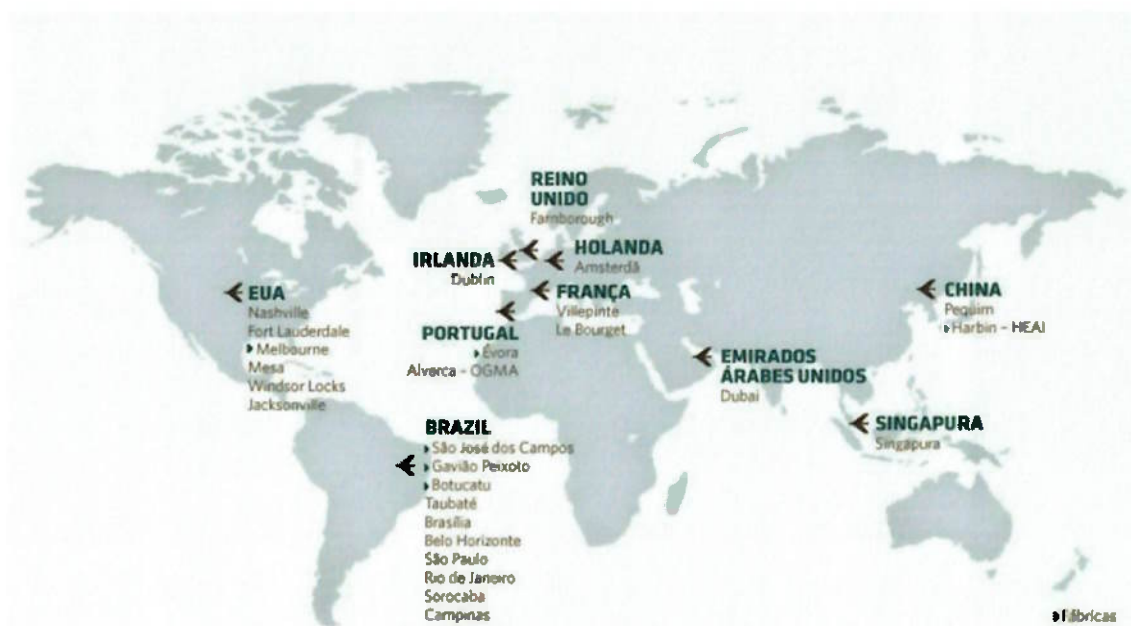 REINO
UNIDO
Farnborough
IRLANDA
Dublin
HOLANDA
Amsterdã
EUA
Nashville
Fort Lauderdale
Melbourne
Mesa
Windsor Locks
Jacksonville
FRANÇA
Villepinte
Le Bourget
PORTUGAL
Évora
Alverca - OGMA
CHINA
Pequim
Harbin - HEAI
EMIRADOS
ÁRABES UNIDOS
Dubai
SINGAPURA
Singapura
BRAZIL
São José dos Campos
Gavião Peixoto
Botucatu
Taubaté
Brasília
Belo Horizonte
São Paulo
Rio de Janeiro
Sorocaba
Campinas
Fábricas